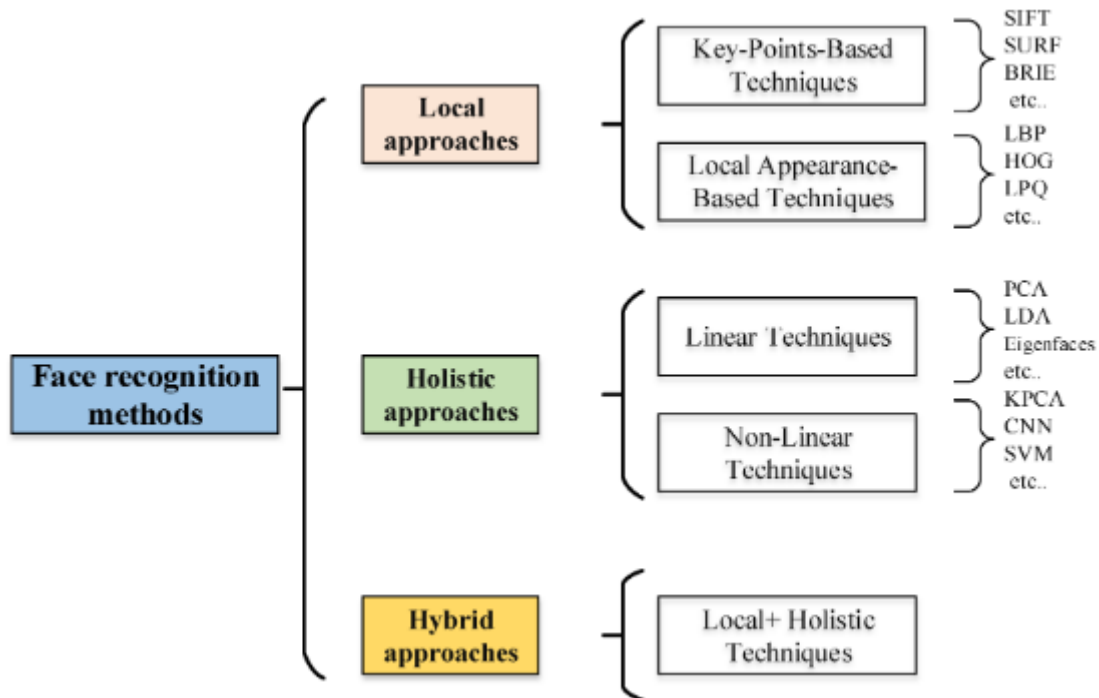 Face recognition
methods
Local
approaches
Key-Points-Based
Techniques
SIFT
SURF
BRIE
etc..
Local Appearance-
Based Techniques
LBP
HOG
LPQ
etc..
Holistic
approaches
Linear Techniques
PCA
LDA
Eigenfaces
etc..
Non-Linear
Techniques
KPCA
CNN
SVM
etc..
Hybrid
approaches
Local+ Holistic
Techniques